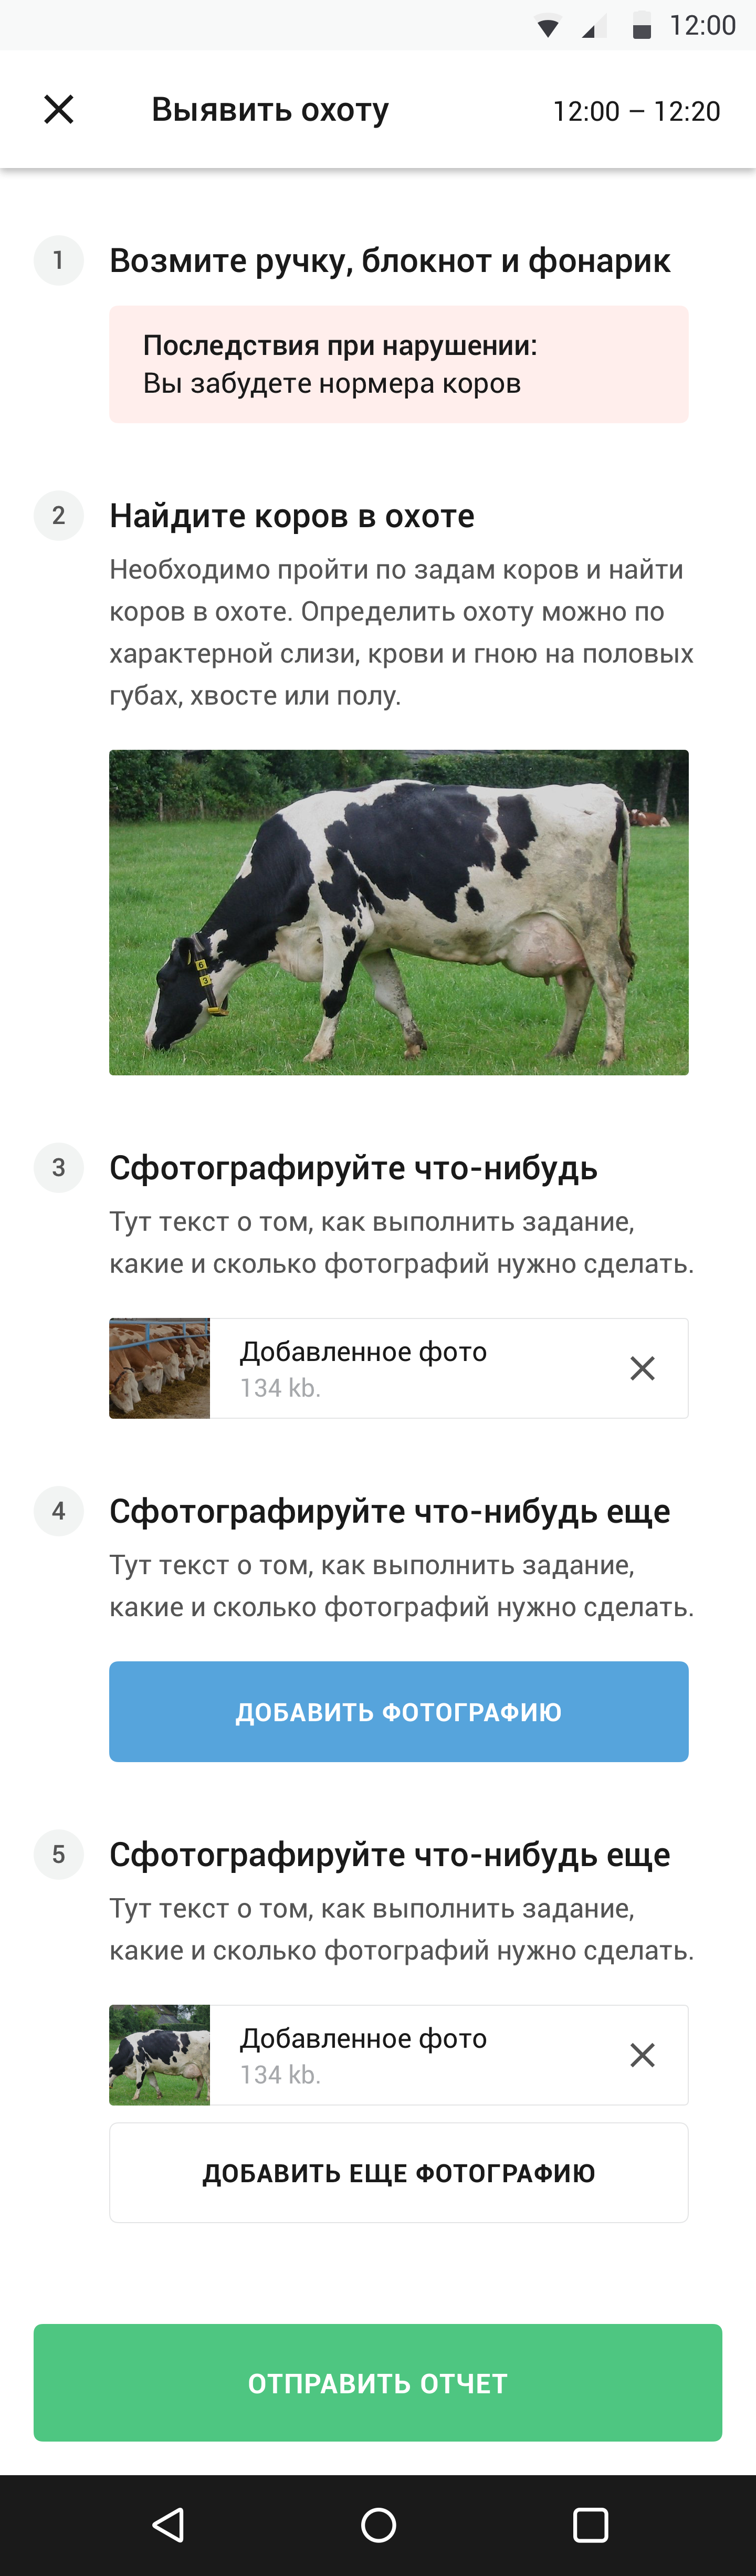 12:00
Выявить охоту 12:00 – 12:20
1 Возмите ручку, блокнот и фонарик
Последствия при нарушении:
Вы забудете нормера коров
2 Найдите коров в охоте
Необходимо пройти по задам коров и найти
коров в охоте. Определить охоту можно по
характерной слизи, крови и гною на половых
губах, хвосте или полу.
6
3
3 Сфотографируйте что-нибудь
Тут текст о том, как выполнить задание,
какие и сколько фотографий нужно сделать.
Добавленное фото
134 kb.
4 Сфотографируйте что-нибудь еще
Тут текст о том, как выполнить задание,
какие и сколько фотографий нужно сделать.
ДОБАВИТЬ ФОТОГРАФИЮ
5 Сфотографируйте что-нибудь еще
Тут текст о том, как выполнить задание,
какие и сколько фотографий нужно сделать.
Добавленное фото
134 kb.
ДОБАВИТЬ ЕЩЕ ФОТОГРАФИЮ
ОТПРАВИТЬ ОТЧЕТ